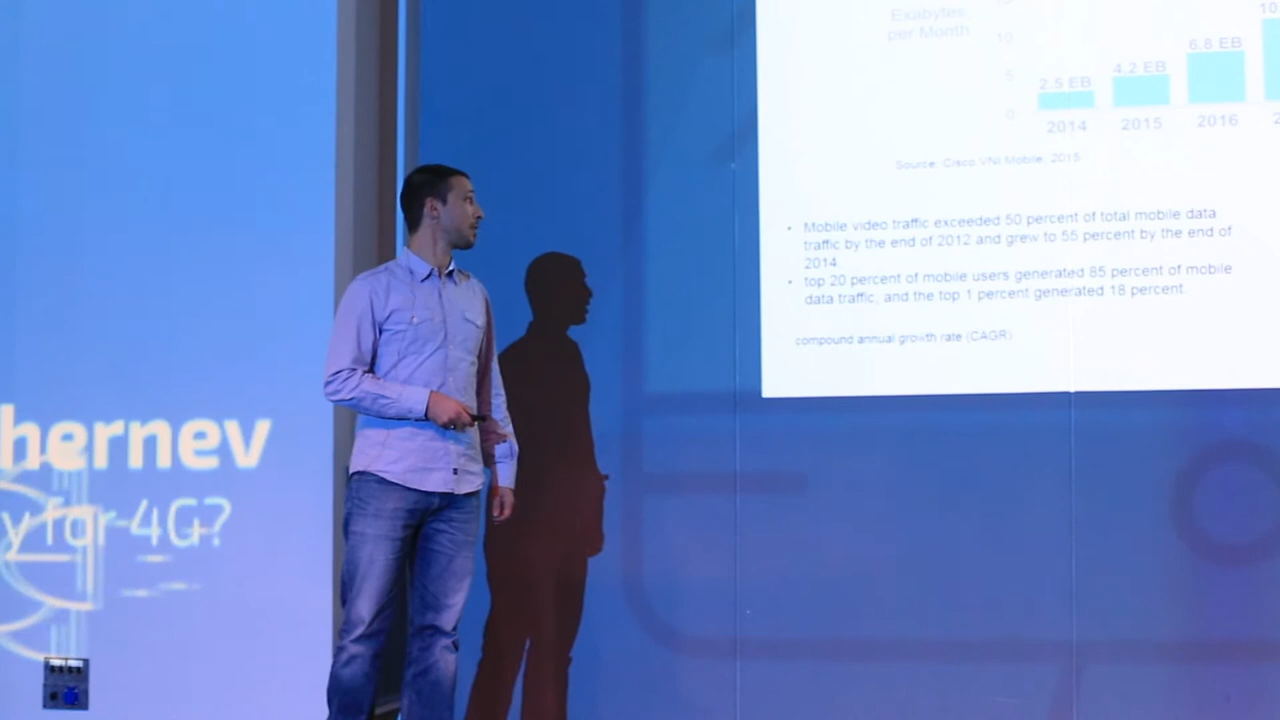 hernev
y for 4G?
Exabytes
per Month
10
5
0
2.5 EB
4.2 EB
6.8 EB
10
2014
2015
2016
2
Source: Cisco VNI Mobile, 2015
• Mobile video traffic exceeded 50 percent of total mobile data
traffic by the end of 2012 and grew to 55 percent by the end of
2014.
• top 20 percent of mobile users generated 85 percent of mobile
data traffic, and the top 1 percent generated 18 percent.
compound annual growth rate (CAGR)